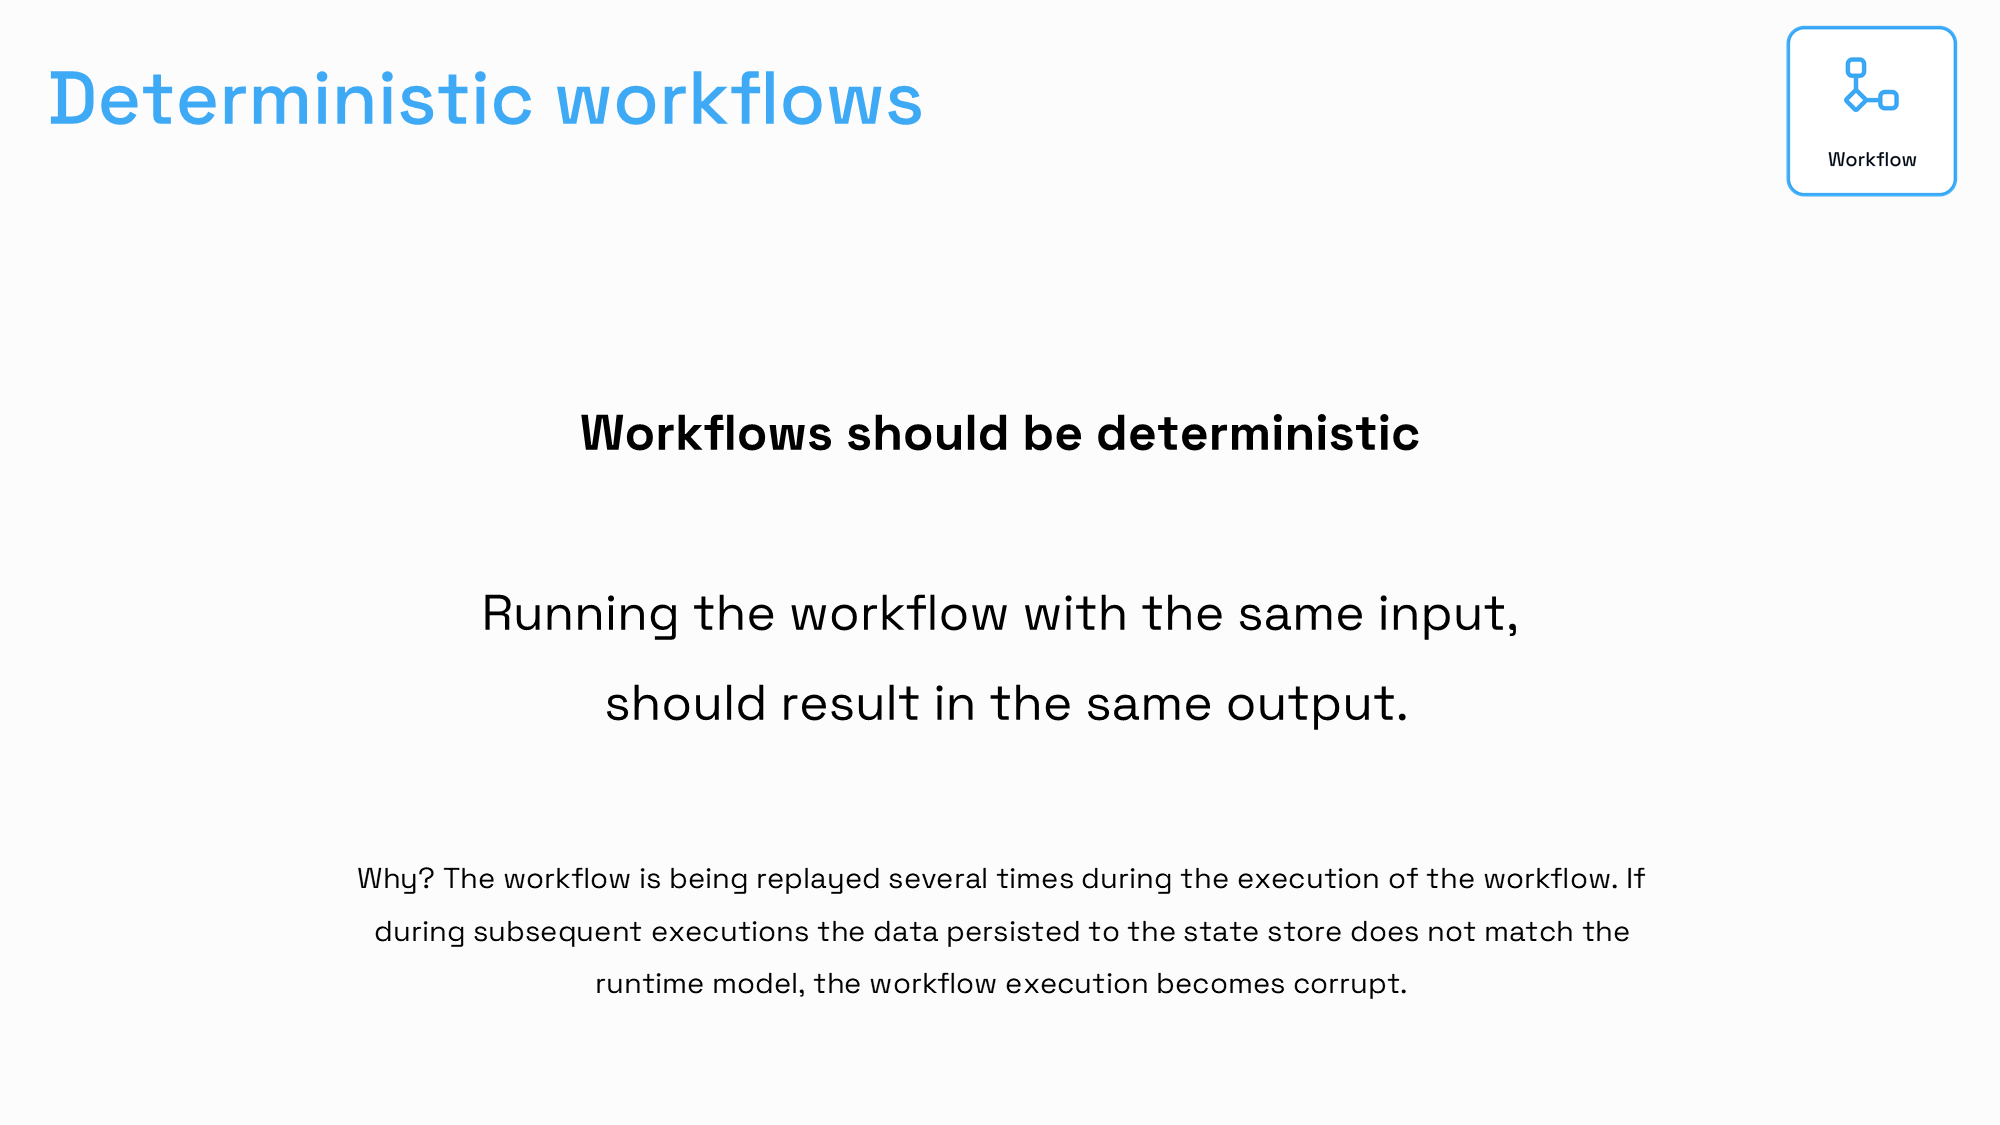 Deterministic workflows
Workflow
Workflows should be deterministic
Running the workflow with the same input,
should result in the same output.
Why? The workflow is being replayed several times during the execution of the workflow. If
during subsequent executions the data persisted to the state store does not match the
runtime model, the workflow execution becomes corrupt.